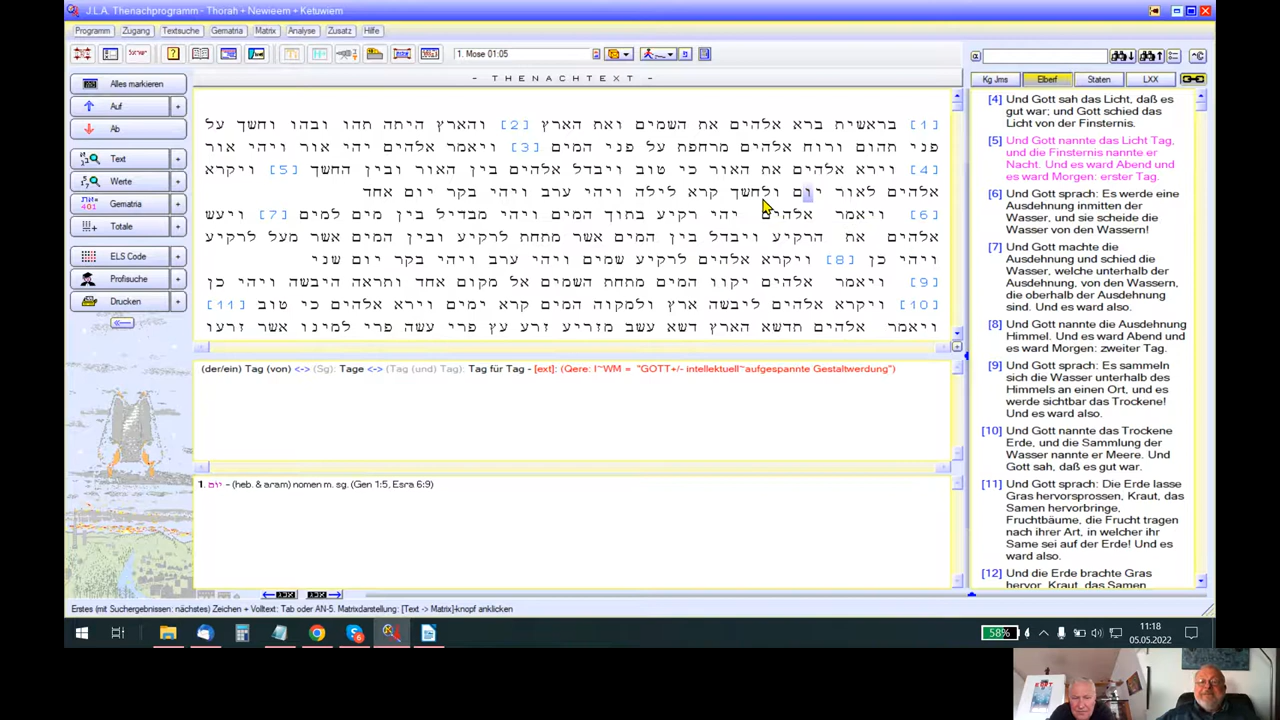 J.L.A. Thenachprogramm - Thorah + Newieem + Ketuwiem
Programm Zugang Textsuche Gematria Matrix Analyse Zusatz Hilfe
1. Mose 01:05
- THENACHTEXT -
Kg Jms Elberf Staten LXX
Alles markieren
Auf
Ab
Text
Werte
Gematria
Totale
ELS Code
Profisuche
Drucken
[1] בראשית ברא אלהים את השמים ואת הארץ [2] והארץ היתה תהו ובהו וחשך על
פני תהום ורוח אלהים מרחפת על פני המים [3] ויאמר אלהים יהי אור ויהי אור
[4] וירא אלהים את האור כי טוב ויבדל אלהים בין האור ובין החשך [5] ויקרא
אלהים לאור יום ולחשך קרא לילה ויהי ערב ויהי בקר יום אחד
[6] ויאמר אלהים יהי רקיע בתוך המים ויהי מבדיל בין מים למים [7] ויעש
אלהים את הרקיע ויבדל בין המים אשר מתחת לרקיע ובין המים אשר מעל לרקיע
ויהי כן [8] ויקרא אלהים לרקיע שמים ויהי ערב ויהי בקר יום שני
[9] ויאמר אלהים יקוו המים מתחת השמים אל מקום אחד ותראה היבשה ויהי כן
[10] ויקרא אלהים ליבשה ארץ ולמקוה המים קרא ימים וירא אלהים כי טוב [11]
ויאמר אלהים תדשא הארץ דשא עשב מזריע זרע עץ פרי עשה פרי למינו אשר זרעו
(der/ein) Tag (von) <-> (Sg): Tage <-> (Tag (und) Tag): Tag für Tag - [ext]: (Qere: I~WM = "GOTT+/- intellektuell~aufgespannte Gestaltwerdung")
1. יום - (heb. & aram) nomen m. sg. (Gen 1:5, Esra 6:9)
[4] Und Gott sah das Licht, daß es
gut war; und Gott schied das
Licht von der Finsternis.
[5] Und Gott nannte das Licht Tag,
und die Finsternis nannte er
Nacht. Und es ward Abend und
es ward Morgen: erster Tag.
[6] Und Gott sprach: Es werde eine
Ausdehnung inmitten der
Wasser, und sie scheide die
Wasser von den Wassern!
[7] Und Gott machte die
Ausdehnung und schied die
Wasser, welche unterhalb der
Ausdehnung, von den Wassern,
die oberhalb der Ausdehnung
sind. Und es ward also.
[8] Und Gott nannte die Ausdehnung
Himmel. Und es ward Abend und
es ward Morgen: zweiter Tag.
[9] Und Gott sprach: Es sammeln
sich die Wasser unterhalb des
Himmels an einen Ort, und es
werde sichtbar das Trockene!
Und es ward also.
[10] Und Gott nannte das Trockene
Erde, und die Sammlung der
Wasser nannte er Meere. Und
Gott sah, daß es gut war.
[11] Und Gott sprach: Die Erde lasse
Gras hervorsprossen, Kraut, das
Samen hervorbringe,
Fruchtbäume, die Frucht tragen
nach ihrer Art, in welcher ihr
Same sei auf der Erde! Und es
ward also.
[12] Und die Erde brachte Gras
hervor, Kraut, das Samen
Erstes (mit Suchergebnissen: nächstes) Zeichen + Volltext: Tab oder AN-5. Matrixdarstellung: [Text -> Matrix]-knopf anklicken
58%
11:18
05.05.2022